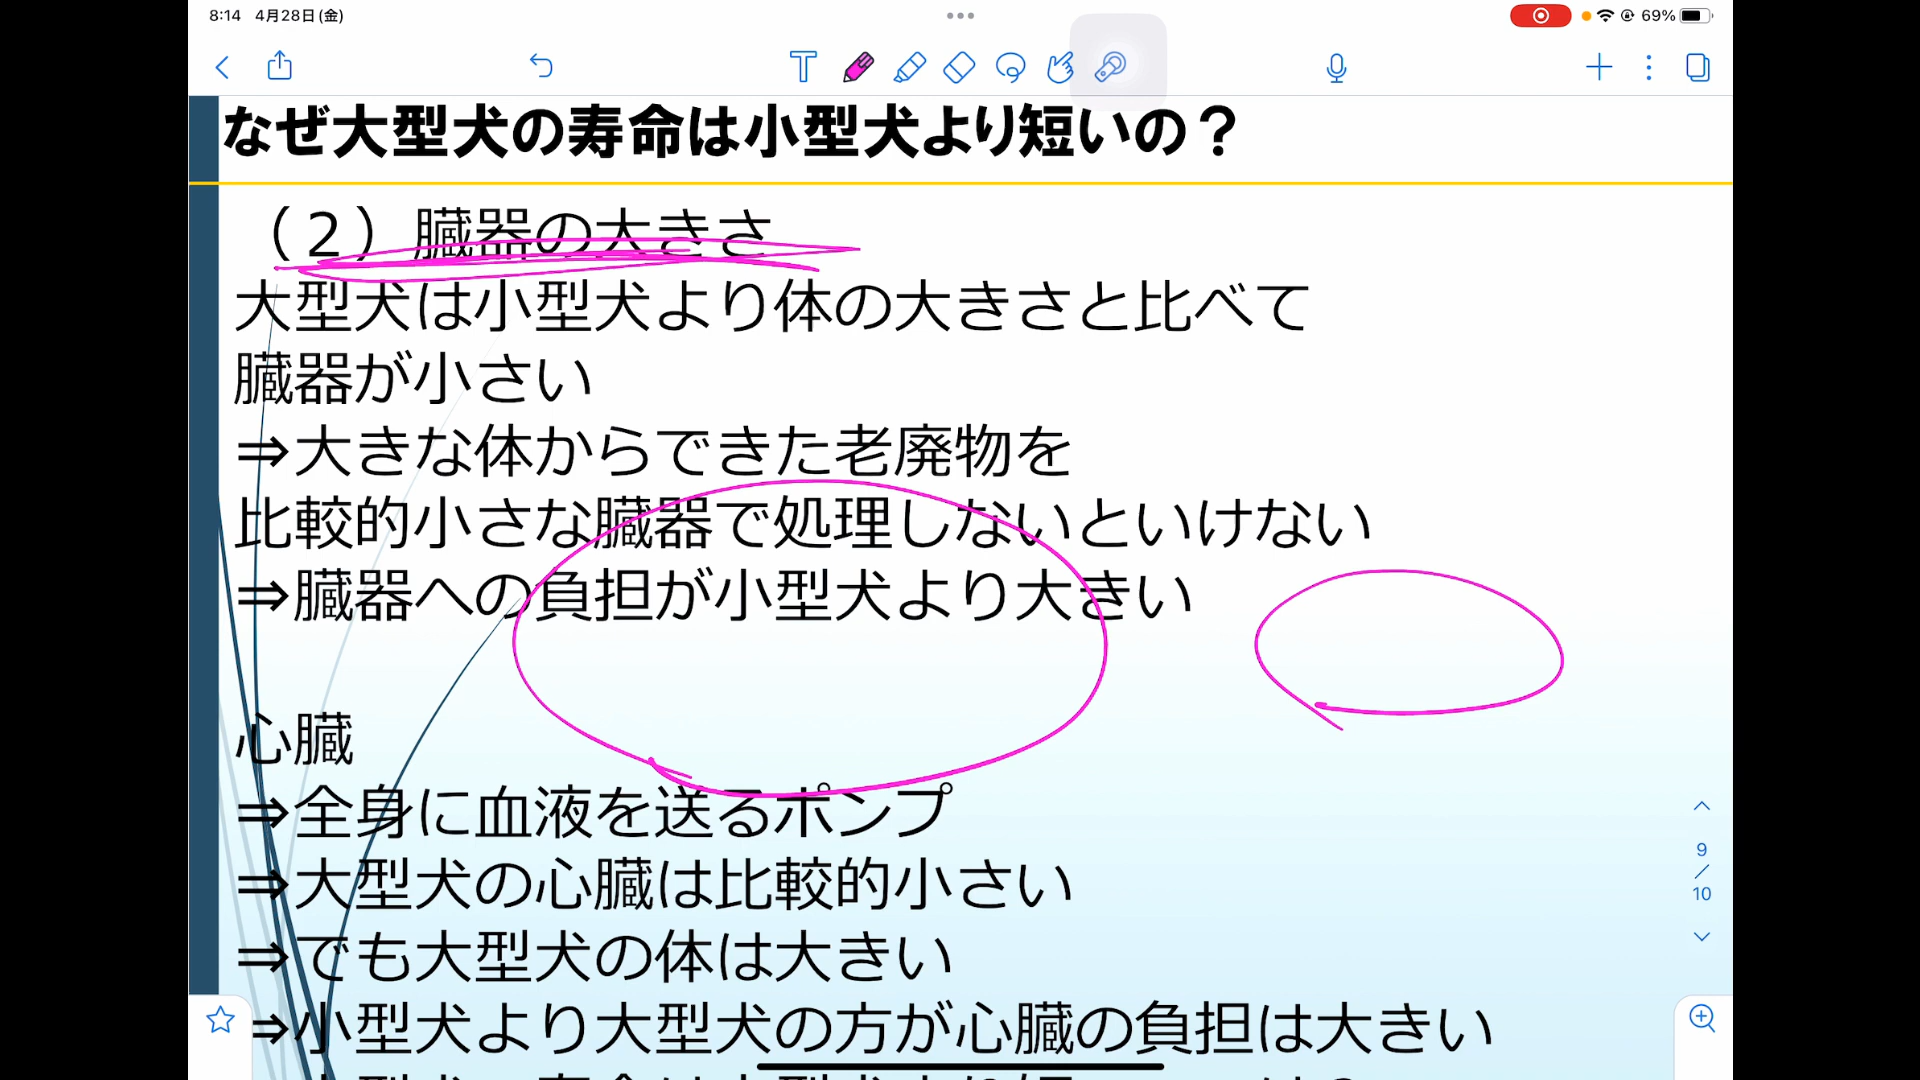 8:14 4月28日(金)
69%
なぜ大型犬の寿命は小型犬より短いの？
（２）臓器の大きさ
大型犬は小型犬より体の大きさと比べて
臓器が小さい
⇒大きな体からできた老廃物を
比較的小さな臓器で処理しないといけない
⇒臓器への負担が小型犬より大きい
心臓
⇒全身に血液を送るポンプ
⇒大型犬の心臓は比較的小さい
⇒でも大型犬の体は大きい
⇒小型犬より大型犬の方が心臓の負担は大きい
9
/
10